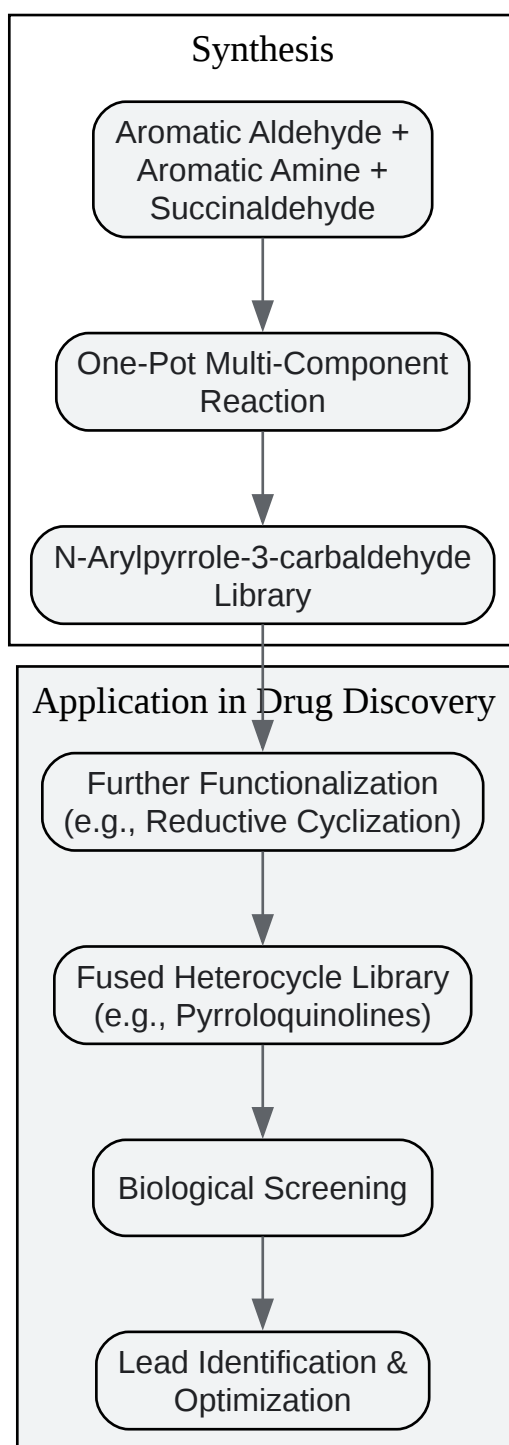 Synthesis
Aromatic Aldehyde +
Aromatic Amine +
Succinaldehyde
One-Pot Multi-Component
Reaction
N-Arylpyrrole-3-carbaldehyde
Library
Application in Drug Discovery
Further Functionalization
(e.g., Reductive Cyclization)
Fused Heterocycle Library
(e.g., Pyrroloquinolines)
Biological Screening
Lead Identification &
Optimization